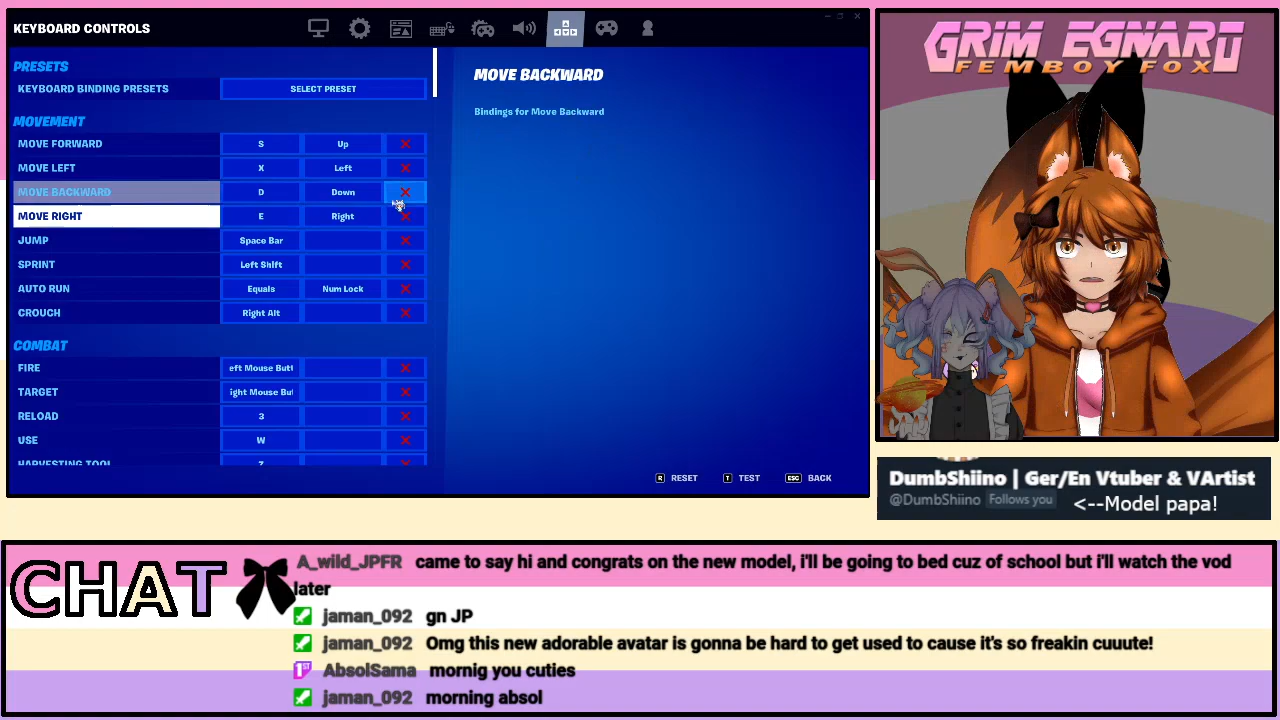 KEYBOARD CONTROLS
PRESETS
KEYBOARD BINDING PRESETS SELECT PRESET
MOVEMENT
MOVE FORWARD S Up
MOVE LEFT X Left
MOVE BACKWARD D Down
MOVE RIGHT E Right
JUMP Space Bar
SPRINT Left Shift
AUTO RUN Equals Num Lock
CROUCH Right Alt
COMBAT
FIRE eft Mouse Butt
TARGET ight Mouse But
RELOAD 3
USE W
HARVESTING TOOL
MOVE BACKWARD
Bindings for Move Backward
R RESET T TEST ESC BACK
GRIM EGNART
FEMBOY FOX
DumbShiino | Ger/En Vtuber & VArtist
@DumbShiino Follows you <--Model papa!
CHAT
A_wild_JPFR came to say hi and congrats on the new model, i'll be going to bed cuz of school but i'll watch the vod
later
jaman_092 gn JP
jaman_092 Omg this new adorable avatar is gonna be hard to get used to cause it's so freakin cuuute!
1ST AbsolSama mornig you cuties
jaman_092 morning absol